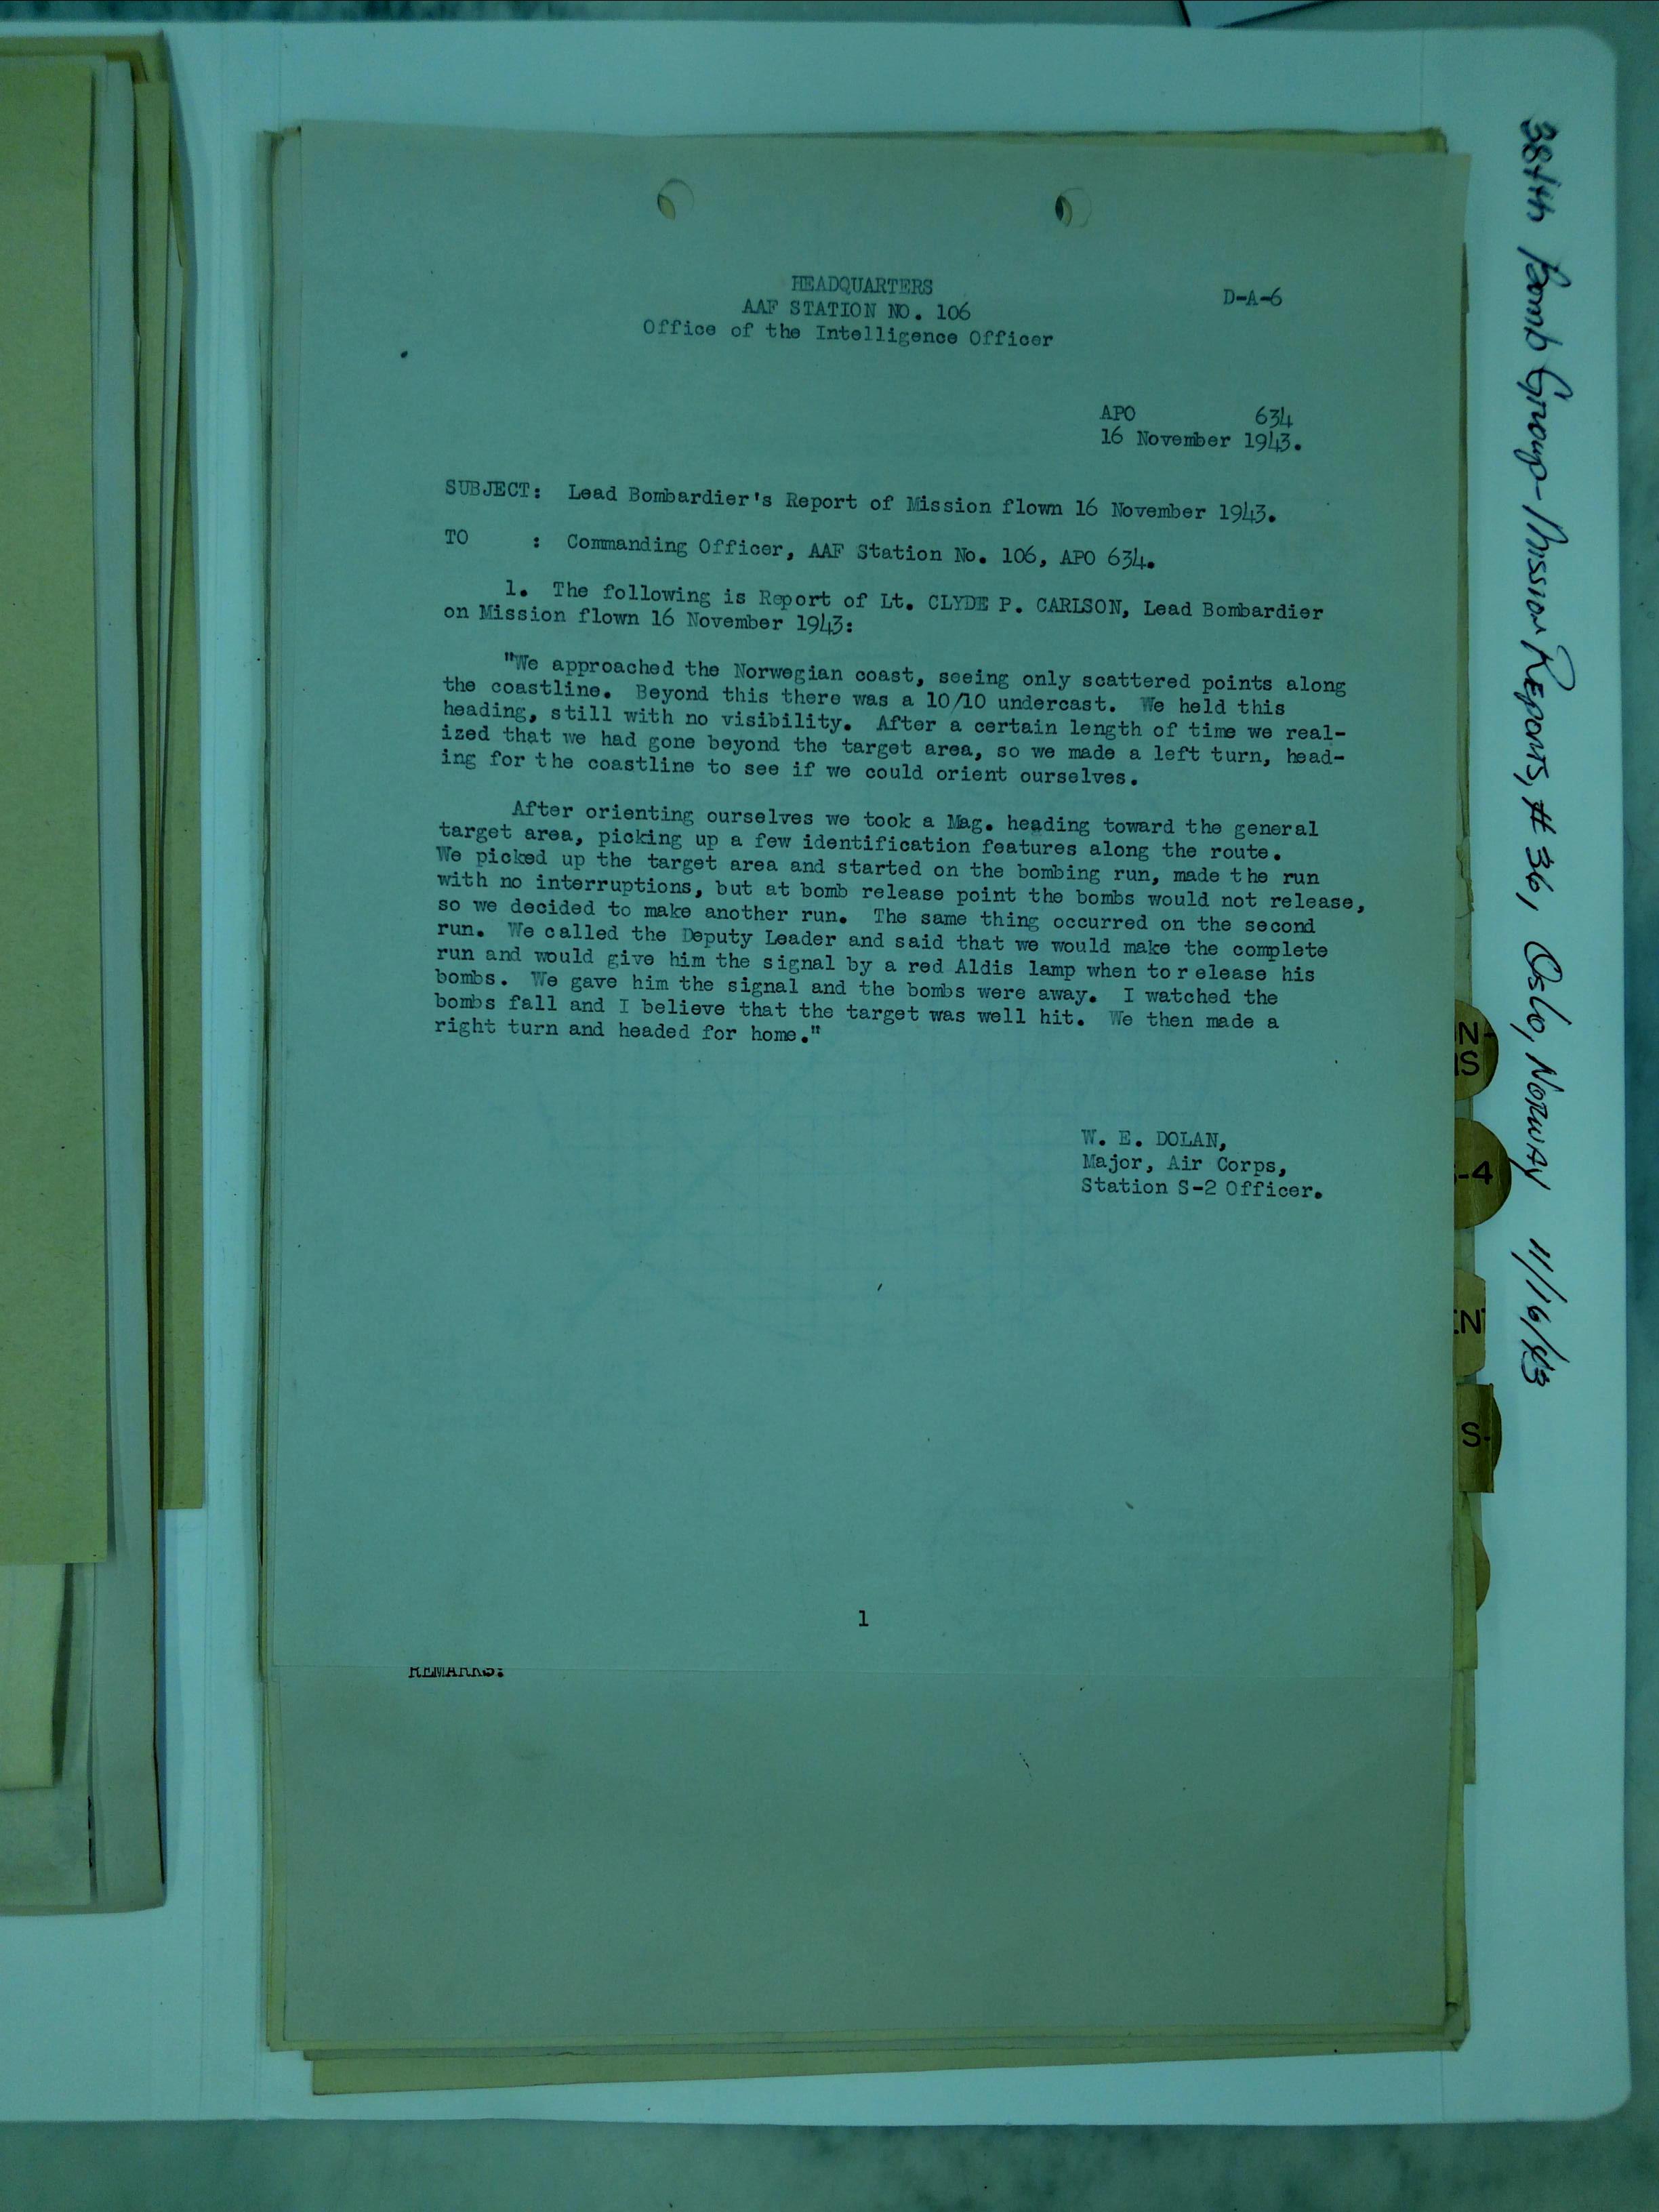 HEADQUARTERS
D-A-6
AAF STATION NO. 106
Office of the Intelligence Officer
APO 634
16 November 1943.
SUBJECT: Lead Bombardier's Report of Mission flown 16 November 1943.
TO : Commanding Officer, AAF Station No. 106, APO 634.
1. The following is Report of Lt. CLYDE P. CARLSON, Lead Bombardier
on Mission flown 16 November 1943:
"We approached the Norwegian coast, seeing only scattered points along
the coastline. Beyond this there was a 10/10 undercast. We held this
heading, still with no visibility. After a certain length of time we real-
ized that we had gone beyond the target area, so we made a left turn, head-
ing for the coastline to see if we could orient ourselves.
After orienting ourselves we took a Mag. heading toward the general
target area, picking up a few identification features along the route.
We picked up the target area and started on the bombing run, made the run
with no interruptions, but at bomb release point the bombs would not release,
so we decided to make another run. The same thing occurred on the second
run. We called the Deputy Leader and said that we would make the complete
run and would give him the signal by a red Aldis lamp when to r elease his
bombs. We gave him the signal and the bombs were away. I watched the
bombs fall and I believe that the target was well hit. We then made a
right turn and headed for home."
W. E. DOLAN,
Major, Air Corps,
Station S-2 Officer.
1
REMARKS:
384th Bomb Group - Mission Reports, # 36, Oslo, Norway 11/16/43
N
NS
-4
EN
S-